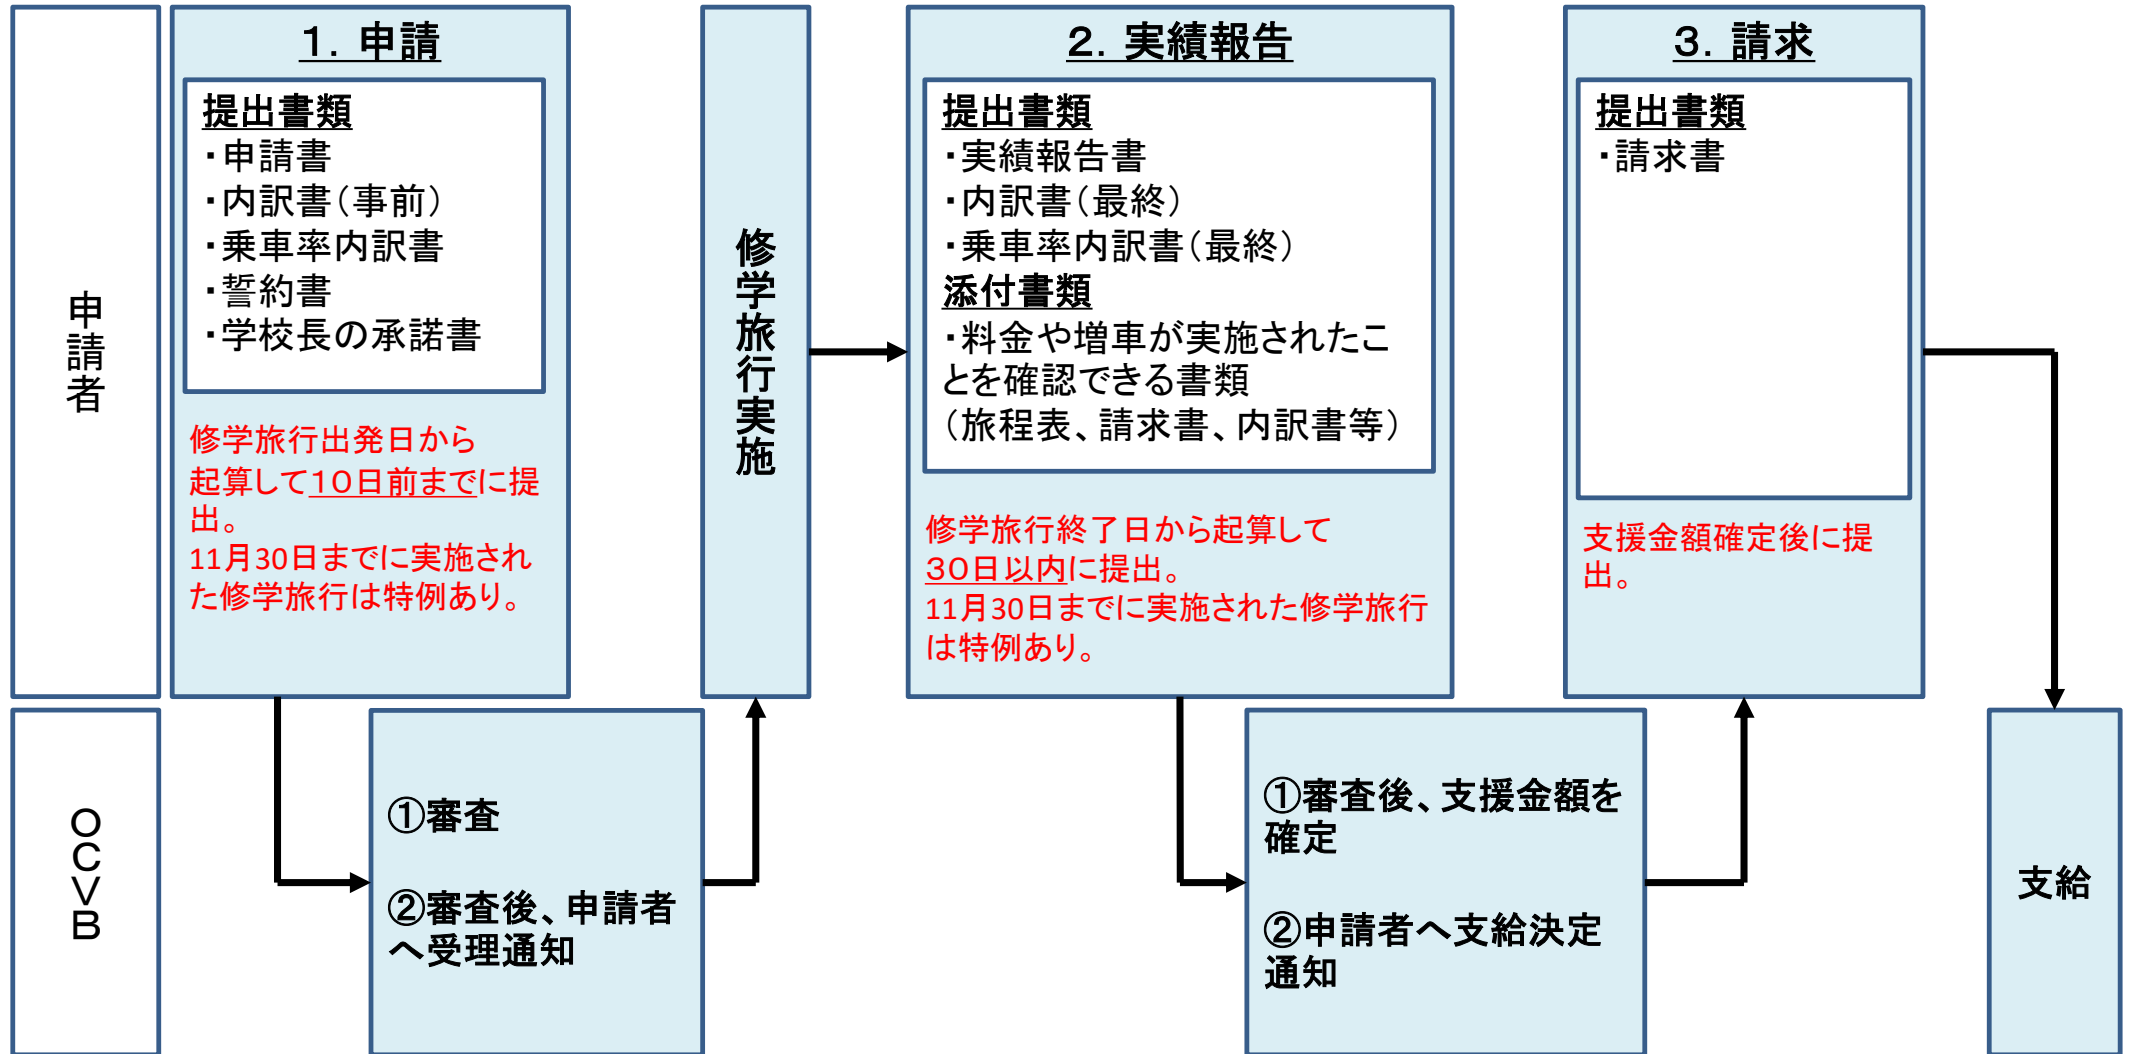 申請者
１．申請
提出書類
・申請書
・内訳書（事前）
・乗車率内訳書
・誓約書
・学校長の承諾書
修学旅行出発日から
起算して１０日前までに提
出。
11月30日までに実施され
た修学旅行は特例あり。
修学旅行実施
２．実績報告
提出書類
・実績報告書
・内訳書（最終）
・乗車率内訳書（最終）
添付書類
・料金や増車が実施されたこ
とを確認できる書類
（旅程表、請求書、内訳書等）
修学旅行終了日から起算して
３０日以内に提出。
11月30日までに実施された修学旅行
は特例あり。
３．請求
提出書類
・請求書
支援金額確定後に提
出。
ＯＣＶＢ
①審査
②審査後、申請者
へ受理通知
①審査後、支援金額を
確定
②申請者へ支給決定
通知
支給